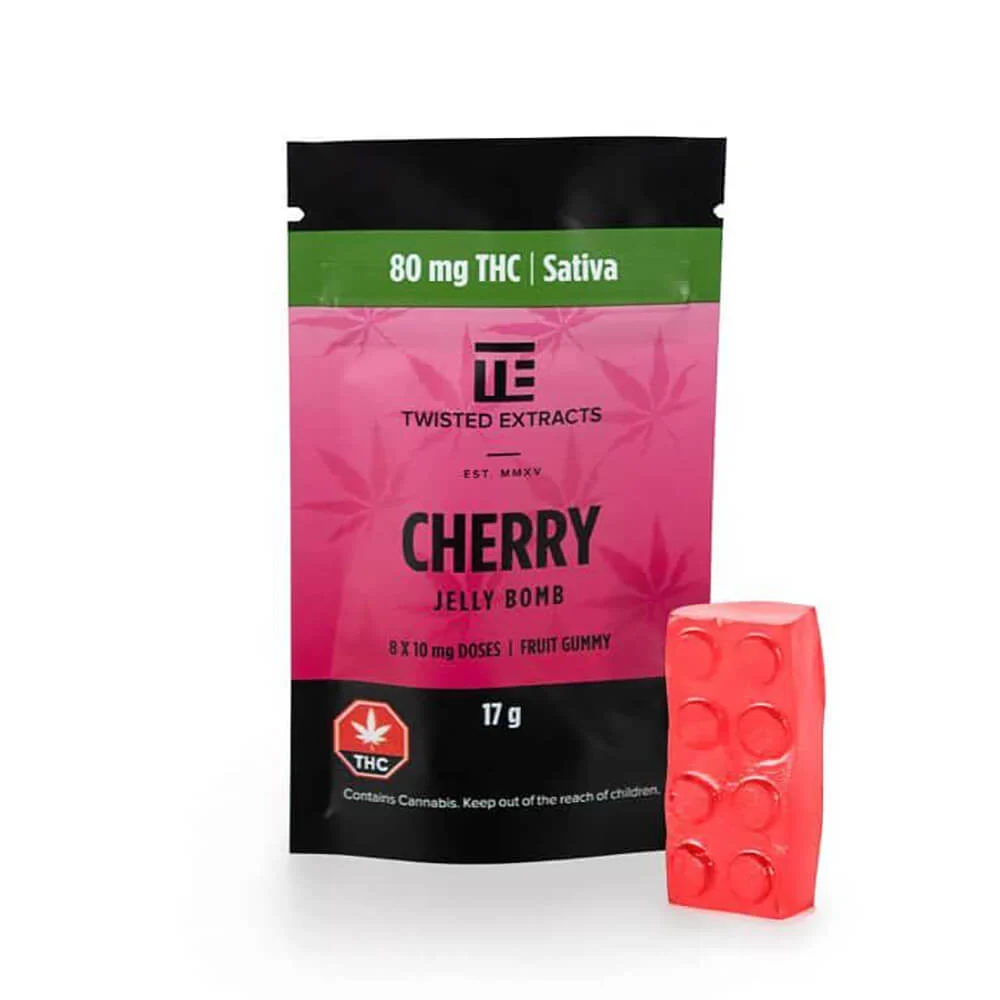 80 mg THC | Sativa
TWISTED EXTRACTS
EST. MMXV
CHERRY
JELLY BOMB
8 X 10 mg DOSES | FRUIT GUMMY
17 g
THC
Contains Cannabis. Keep out of the reach of children.